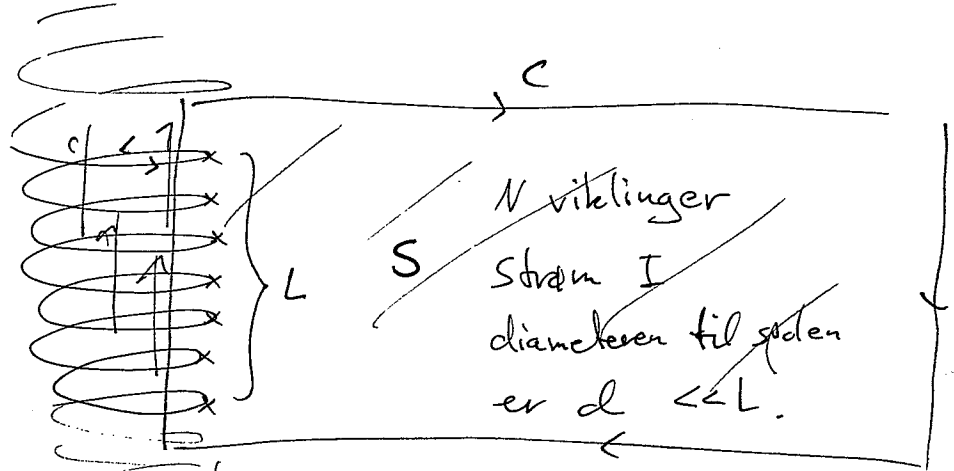 C
L
S
N viklinger
Strøm I
diameteren til spolen
er d << L.